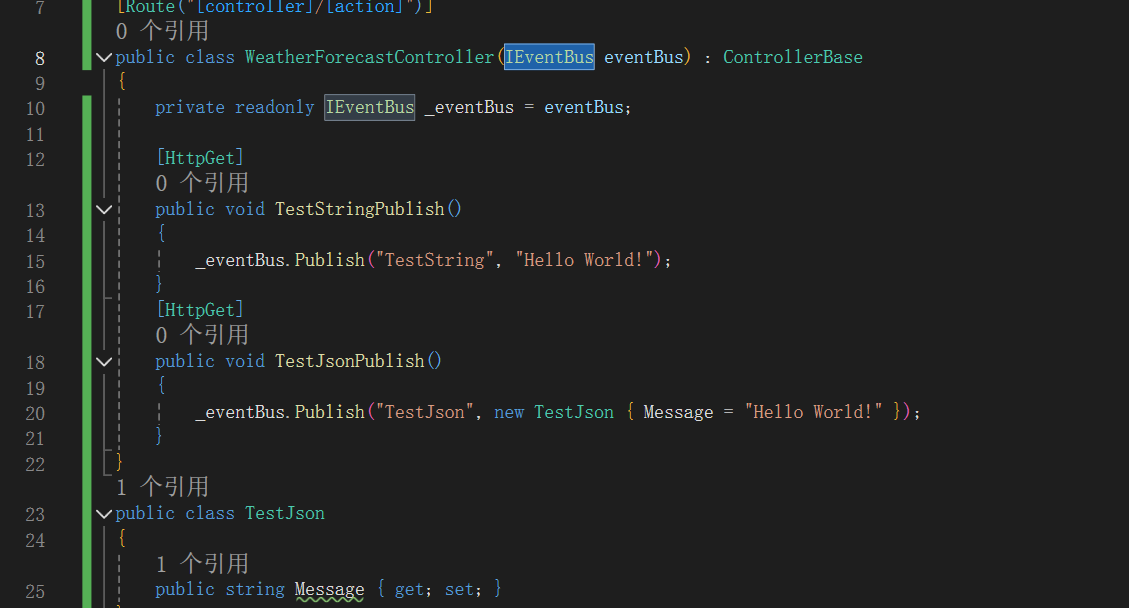 7 [Route("[controller]/[action]")]
0 个引用
8 public class WeatherForecastController(IEventBus eventBus) : ControllerBase
9 {
10 private readonly IEventBus _eventBus = eventBus;
11
12 [HttpGet]
0 个引用
13 public void TestStringPublish()
14 {
15 _eventBus.Publish("TestString", "Hello World!");
16 }
17 [HttpGet]
0 个引用
18 public void TestJsonPublish()
19 {
20 _eventBus.Publish("TestJson", new TestJson { Message = "Hello World!" });
21 }
22 }
1 个引用
23 public class TestJson
24 {
1 个引用
25 public string Message { get; set; }